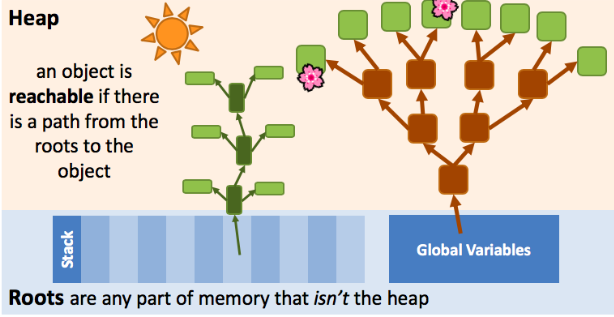 Heap
an object is
reachable if there
is a path from the
roots to the
object
Stack
Global Variables
Roots are any part of memory that isn't the heap